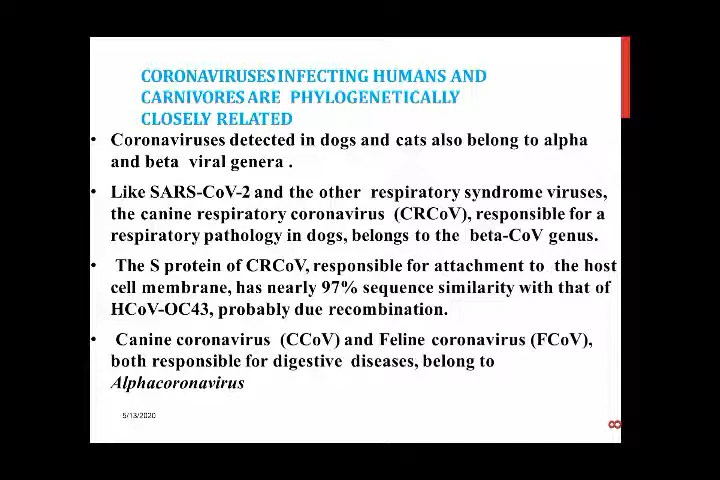 CORONAVIRUSES INFECTING HUMANS AND
CARNIVORES ARE PHYLOGENETICALLY
CLOSELY RELATED
• Coronaviruses detected in dogs and cats also belong to alpha
and beta viral genera .
• Like SARS-CoV-2 and the other respiratory syndrome viruses,
the canine respiratory coronavirus (CRCoV), responsible for a
respiratory pathology in dogs, belongs to the beta-CoV genus.
• The S protein of CRCoV, responsible for attachment to the host
cell membrane, has nearly 97% sequence similarity with that of
HCoV-OC43, probably due recombination.
• Canine coronavirus (CCoV) and Feline coronavirus (FCoV),
both responsible for digestive diseases, belong to
Alphacoronavirus
5/13/2020
8